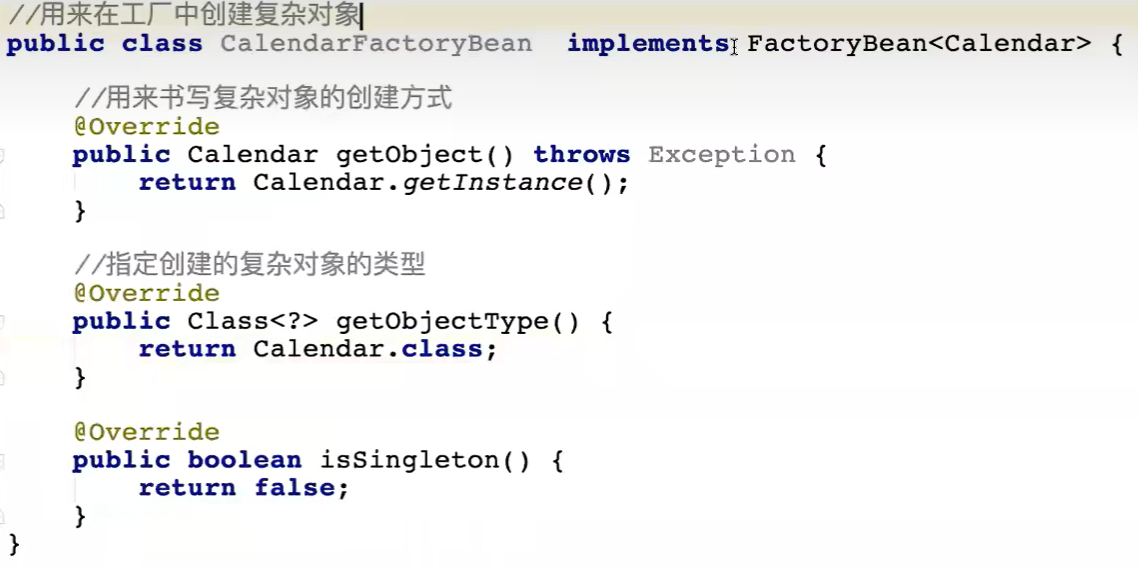 //用来在工厂中创建复杂对象
public class CalendarFactoryBean  implements FactoryBean<Calendar> {
//用来书写复杂对象的创建方式
@Override
public Calendar getObject() throws Exception {
return Calendar.getInstance();
}
//指定创建的复杂对象的类型
@Override
public Class<?> getObjectType() {
return Calendar.class;
}
@Override
public boolean isSingleton() {
return false;
}
}